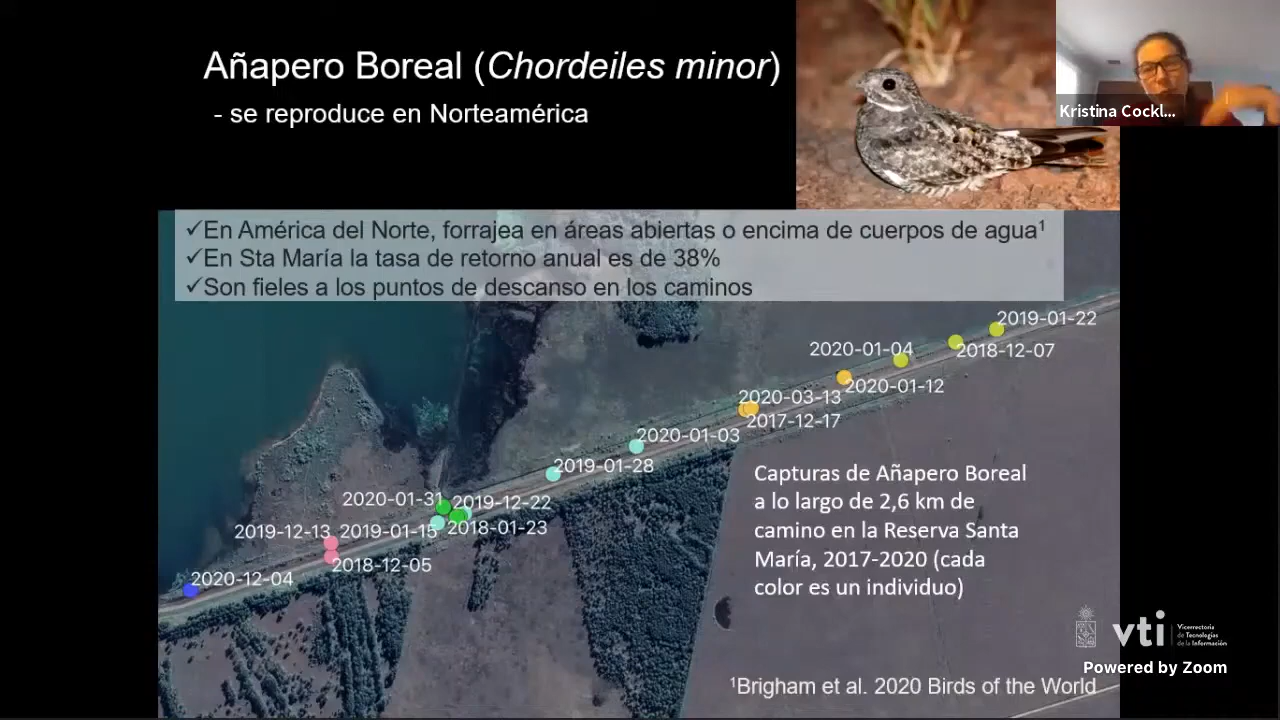 Añapero Boreal (Chordeiles minor)
- se reproduce en Norteamérica
Kristina Cockl...
✓En América del Norte, forrajea en áreas abiertas o encima de cuerpos de agua¹
✓En Sta María la tasa de retorno anual es de 38%
✓Son fieles a los puntos de descanso en los caminos
2019-01-22
2020-01-04
2018-12-07
2020-01-12
2020-03-13
2017-12-17
2020-01-03
2019-01-28
2020-01-31
2019-12-22
2019-12-13
2019-01-15
2018-01-23
2018-12-05
2020-12-04
Capturas de Añapero Boreal
a lo largo de 2,6 km de
camino en la Reserva Santa
María, 2017-2020 (cada
color es un individuo)
vti
Vicerrectoría
de Tecnologías
de la Información
Powered by Zoom
¹Brigham et al. 2020 Birds of the World